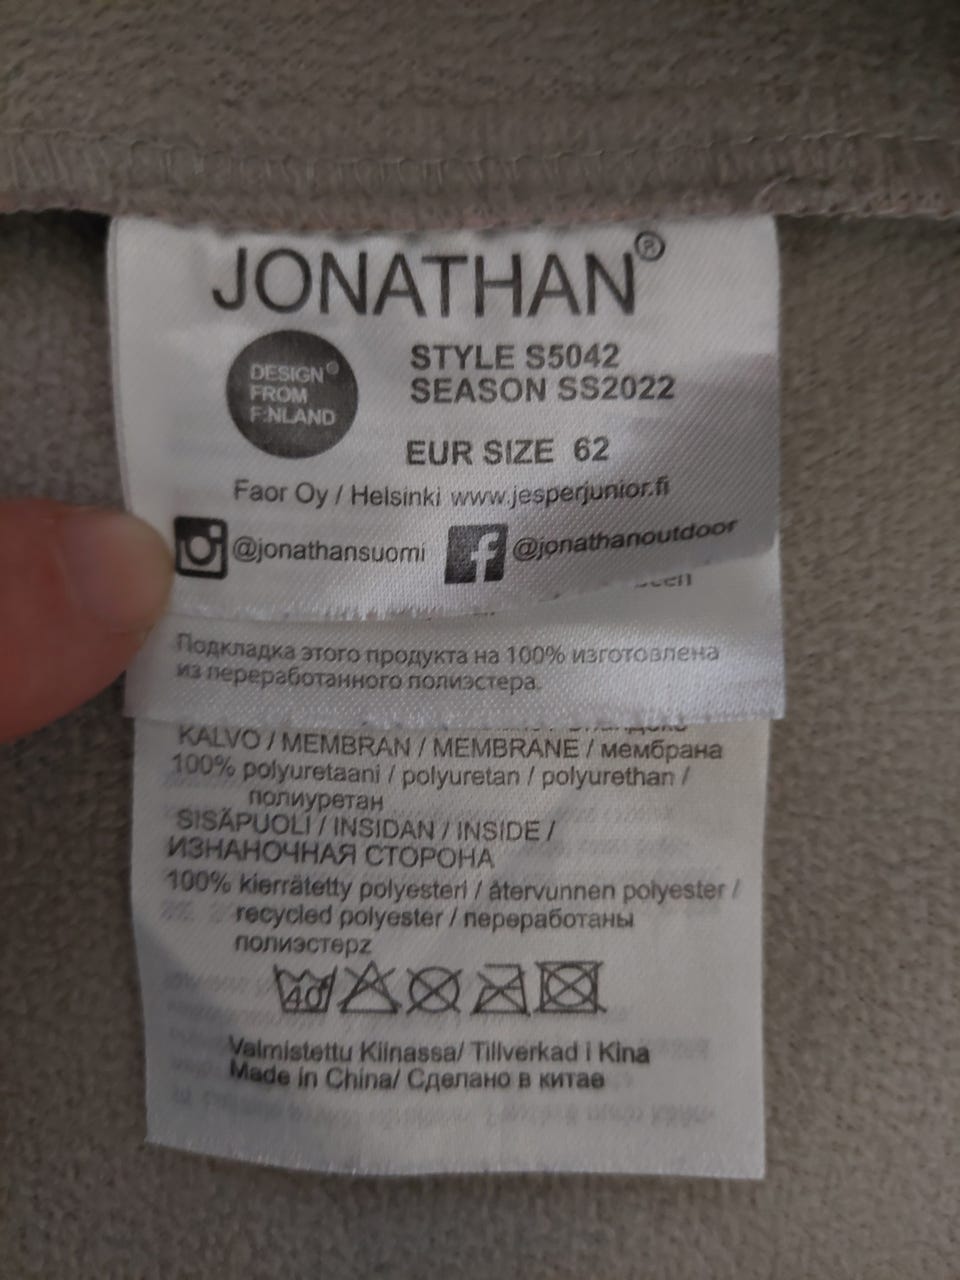 JONATHAN®
DESIGN®
FROM
FINLAND
STYLE S5042
SEASON SS2022
EUR SIZE 62
Faor Oy / Helsinki www.jesperjunior.fi
@jonathansuomi @jonathanoutdoor
Подкладка этого продукта на 100% изготовлена
из переработанного полиэстера.
KALVO / MEMBRAN / MEMBRANE / мембрана
100% polyuretaani / polyuretan / polyurethan /
полиуретан
SISÄPUOLI / INSIDAN / INSIDE /
ИЗНАНОЧНАЯ СТОРОНА
100% kierrätetty polyesteri / återvunnen polyester /
recycled polyester / переработаны
полиэстерz
40
Valmistettu Kiinassa/ Tillverkad i Kina
Made in China/ Сделано в китае